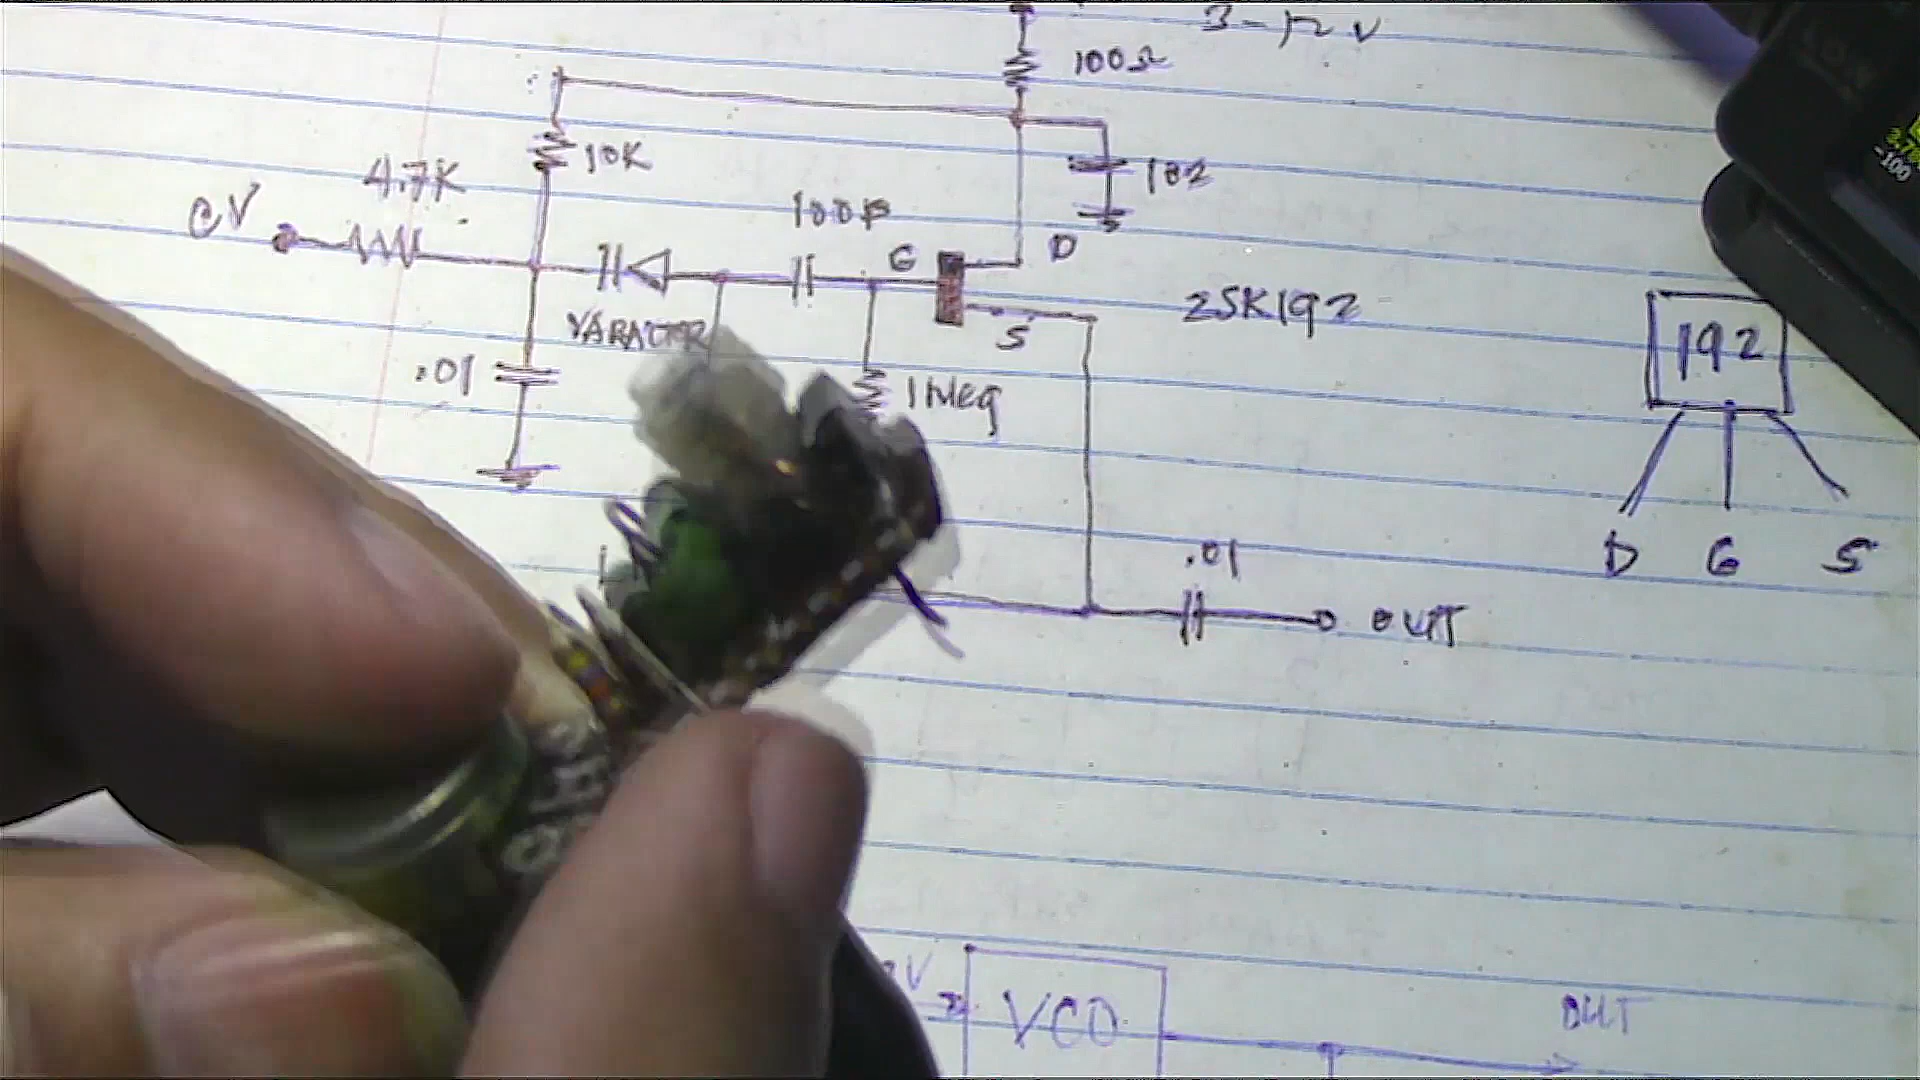 3-12V
100Ω
10K
4.7K
102
CV
100P
G
D
VARACTOR
S
2SK192
192
.01
1Meg
L
D G S
.01
OUT
VCO
OUT